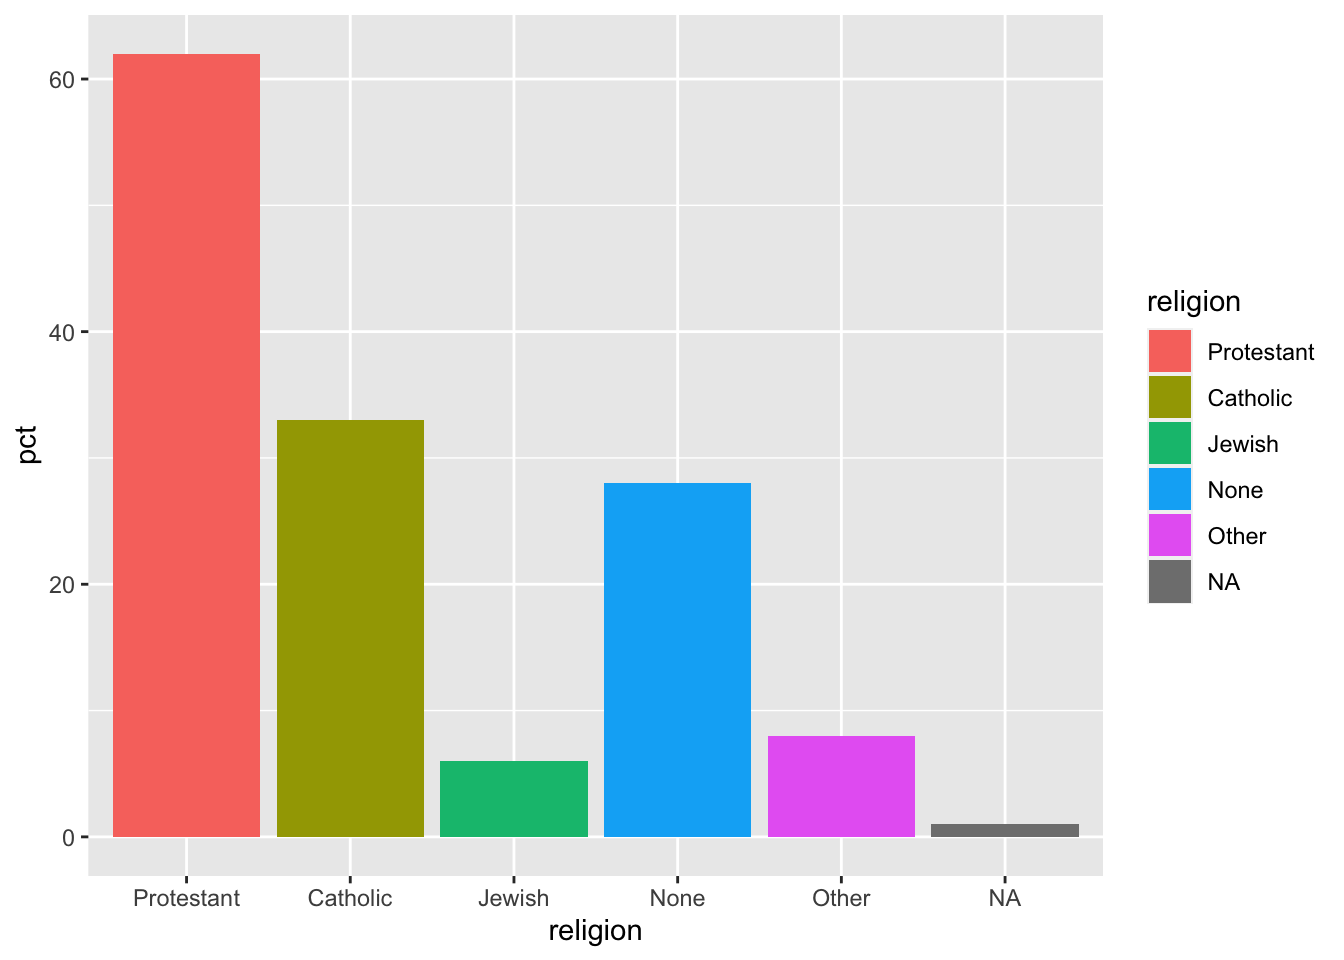 pct
60
40
20
0
Protestant Catholic Jewish None Other NA
religion
religion
Protestant
Catholic
Jewish
None
Other
NA